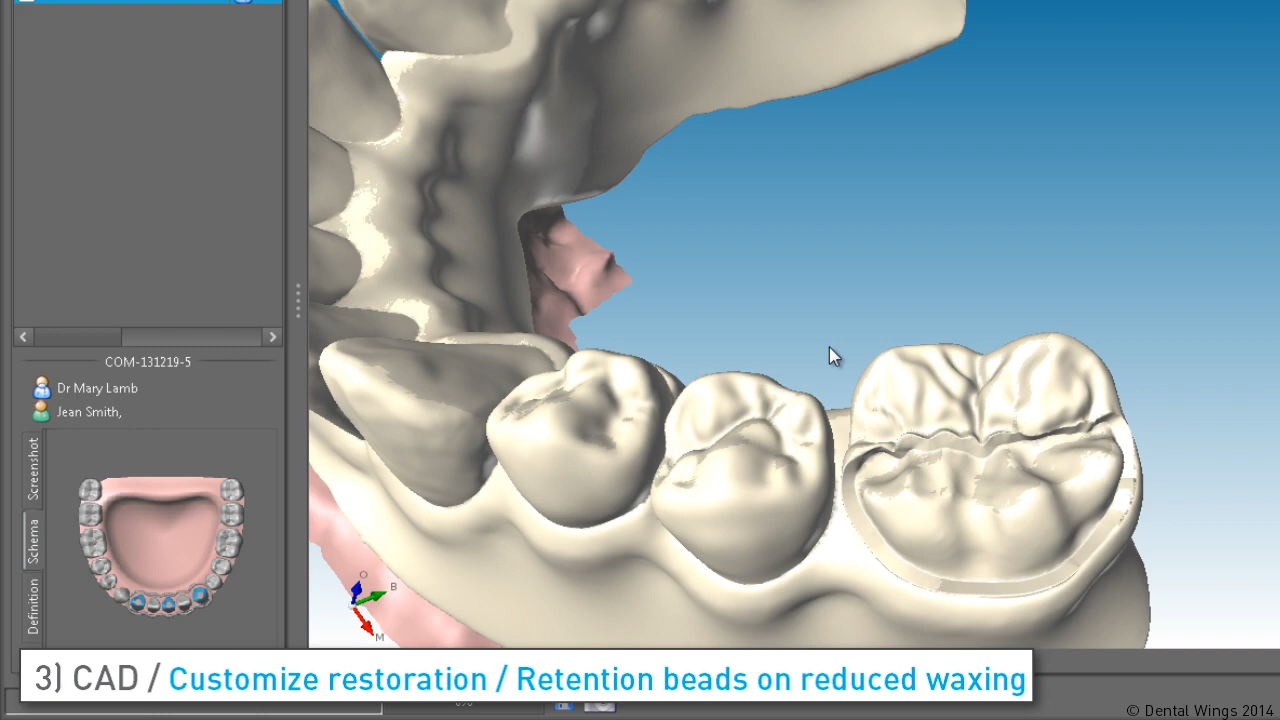 COM-131219-5
Dr Mary Lamb
Jean Smith,
Screenshot
Schema
Definition
O
B
M
3) CAD / Customize restoration / Retention beads on reduced waxing
© Dental Wings 2014